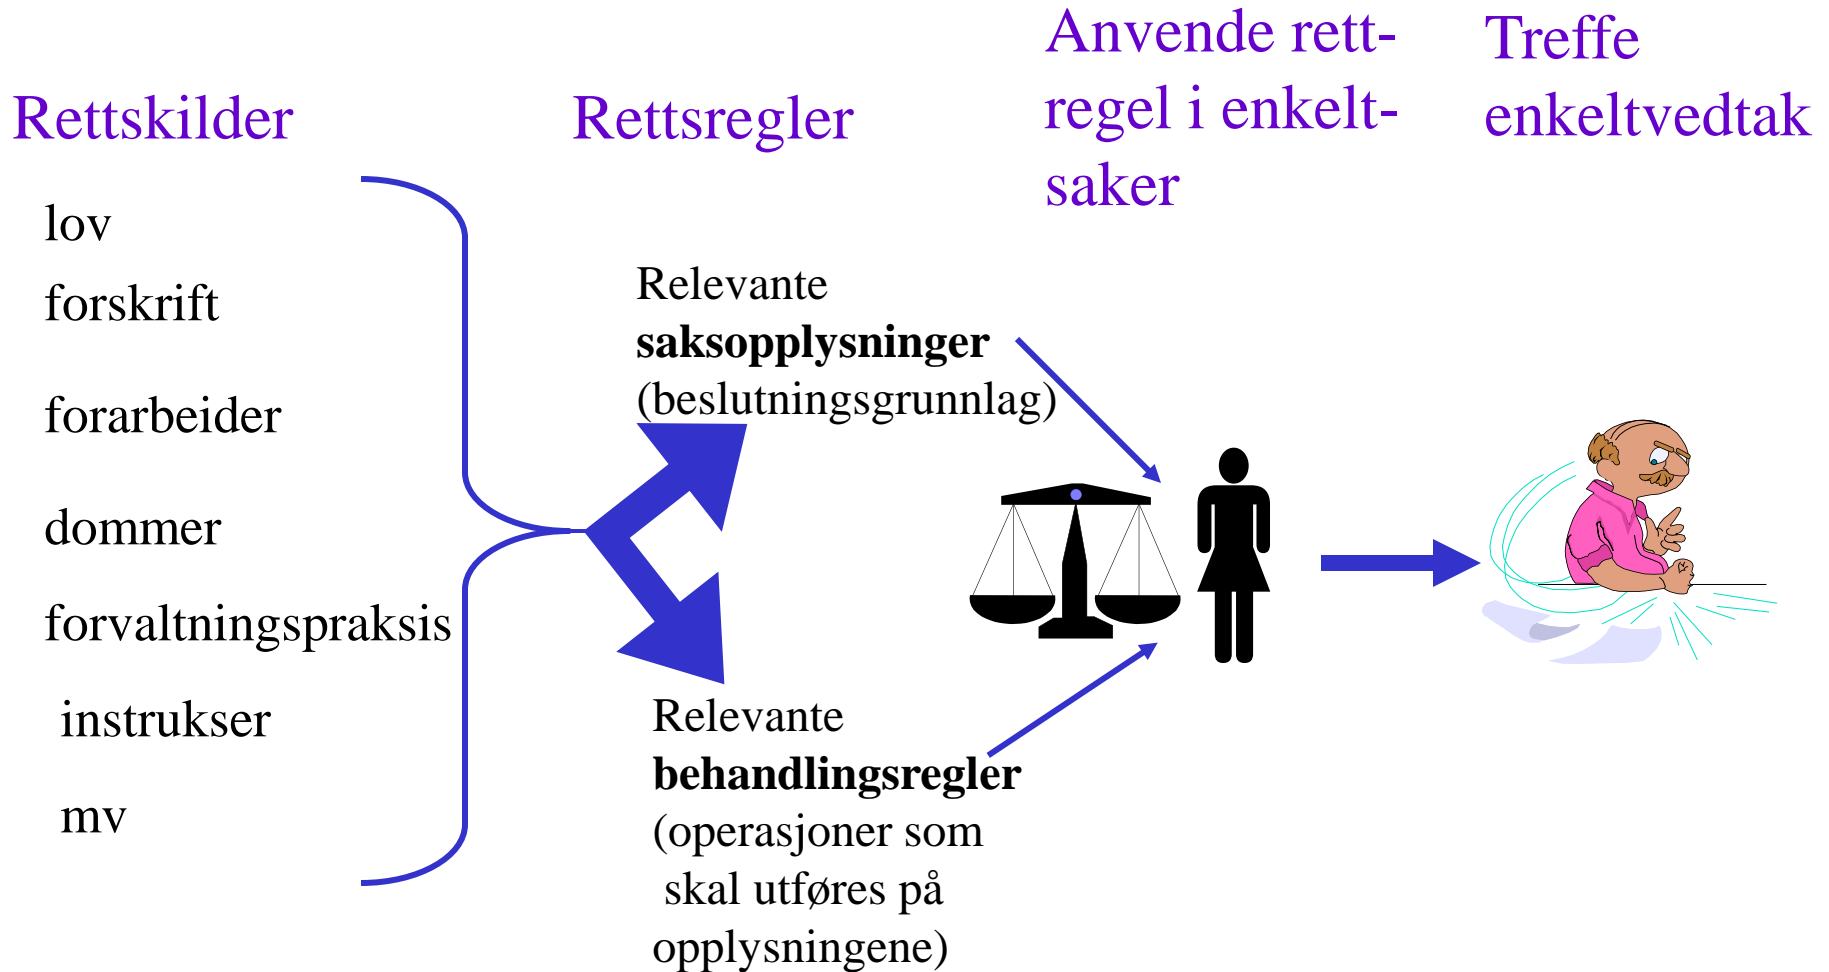 Rettskilder
lov
forskrift
forarbeider
dommer
forvaltningspraksis
instrukser
mv
Rettsregler
Relevante
saksopplysninger
(beslutningsgrunnlag)
Relevante
behandlingsregler
(operasjoner som
skal utføres på
opplysningene)
Anvende rett-
regel i enkelt-
saker
Treffe
enkeltvedtak